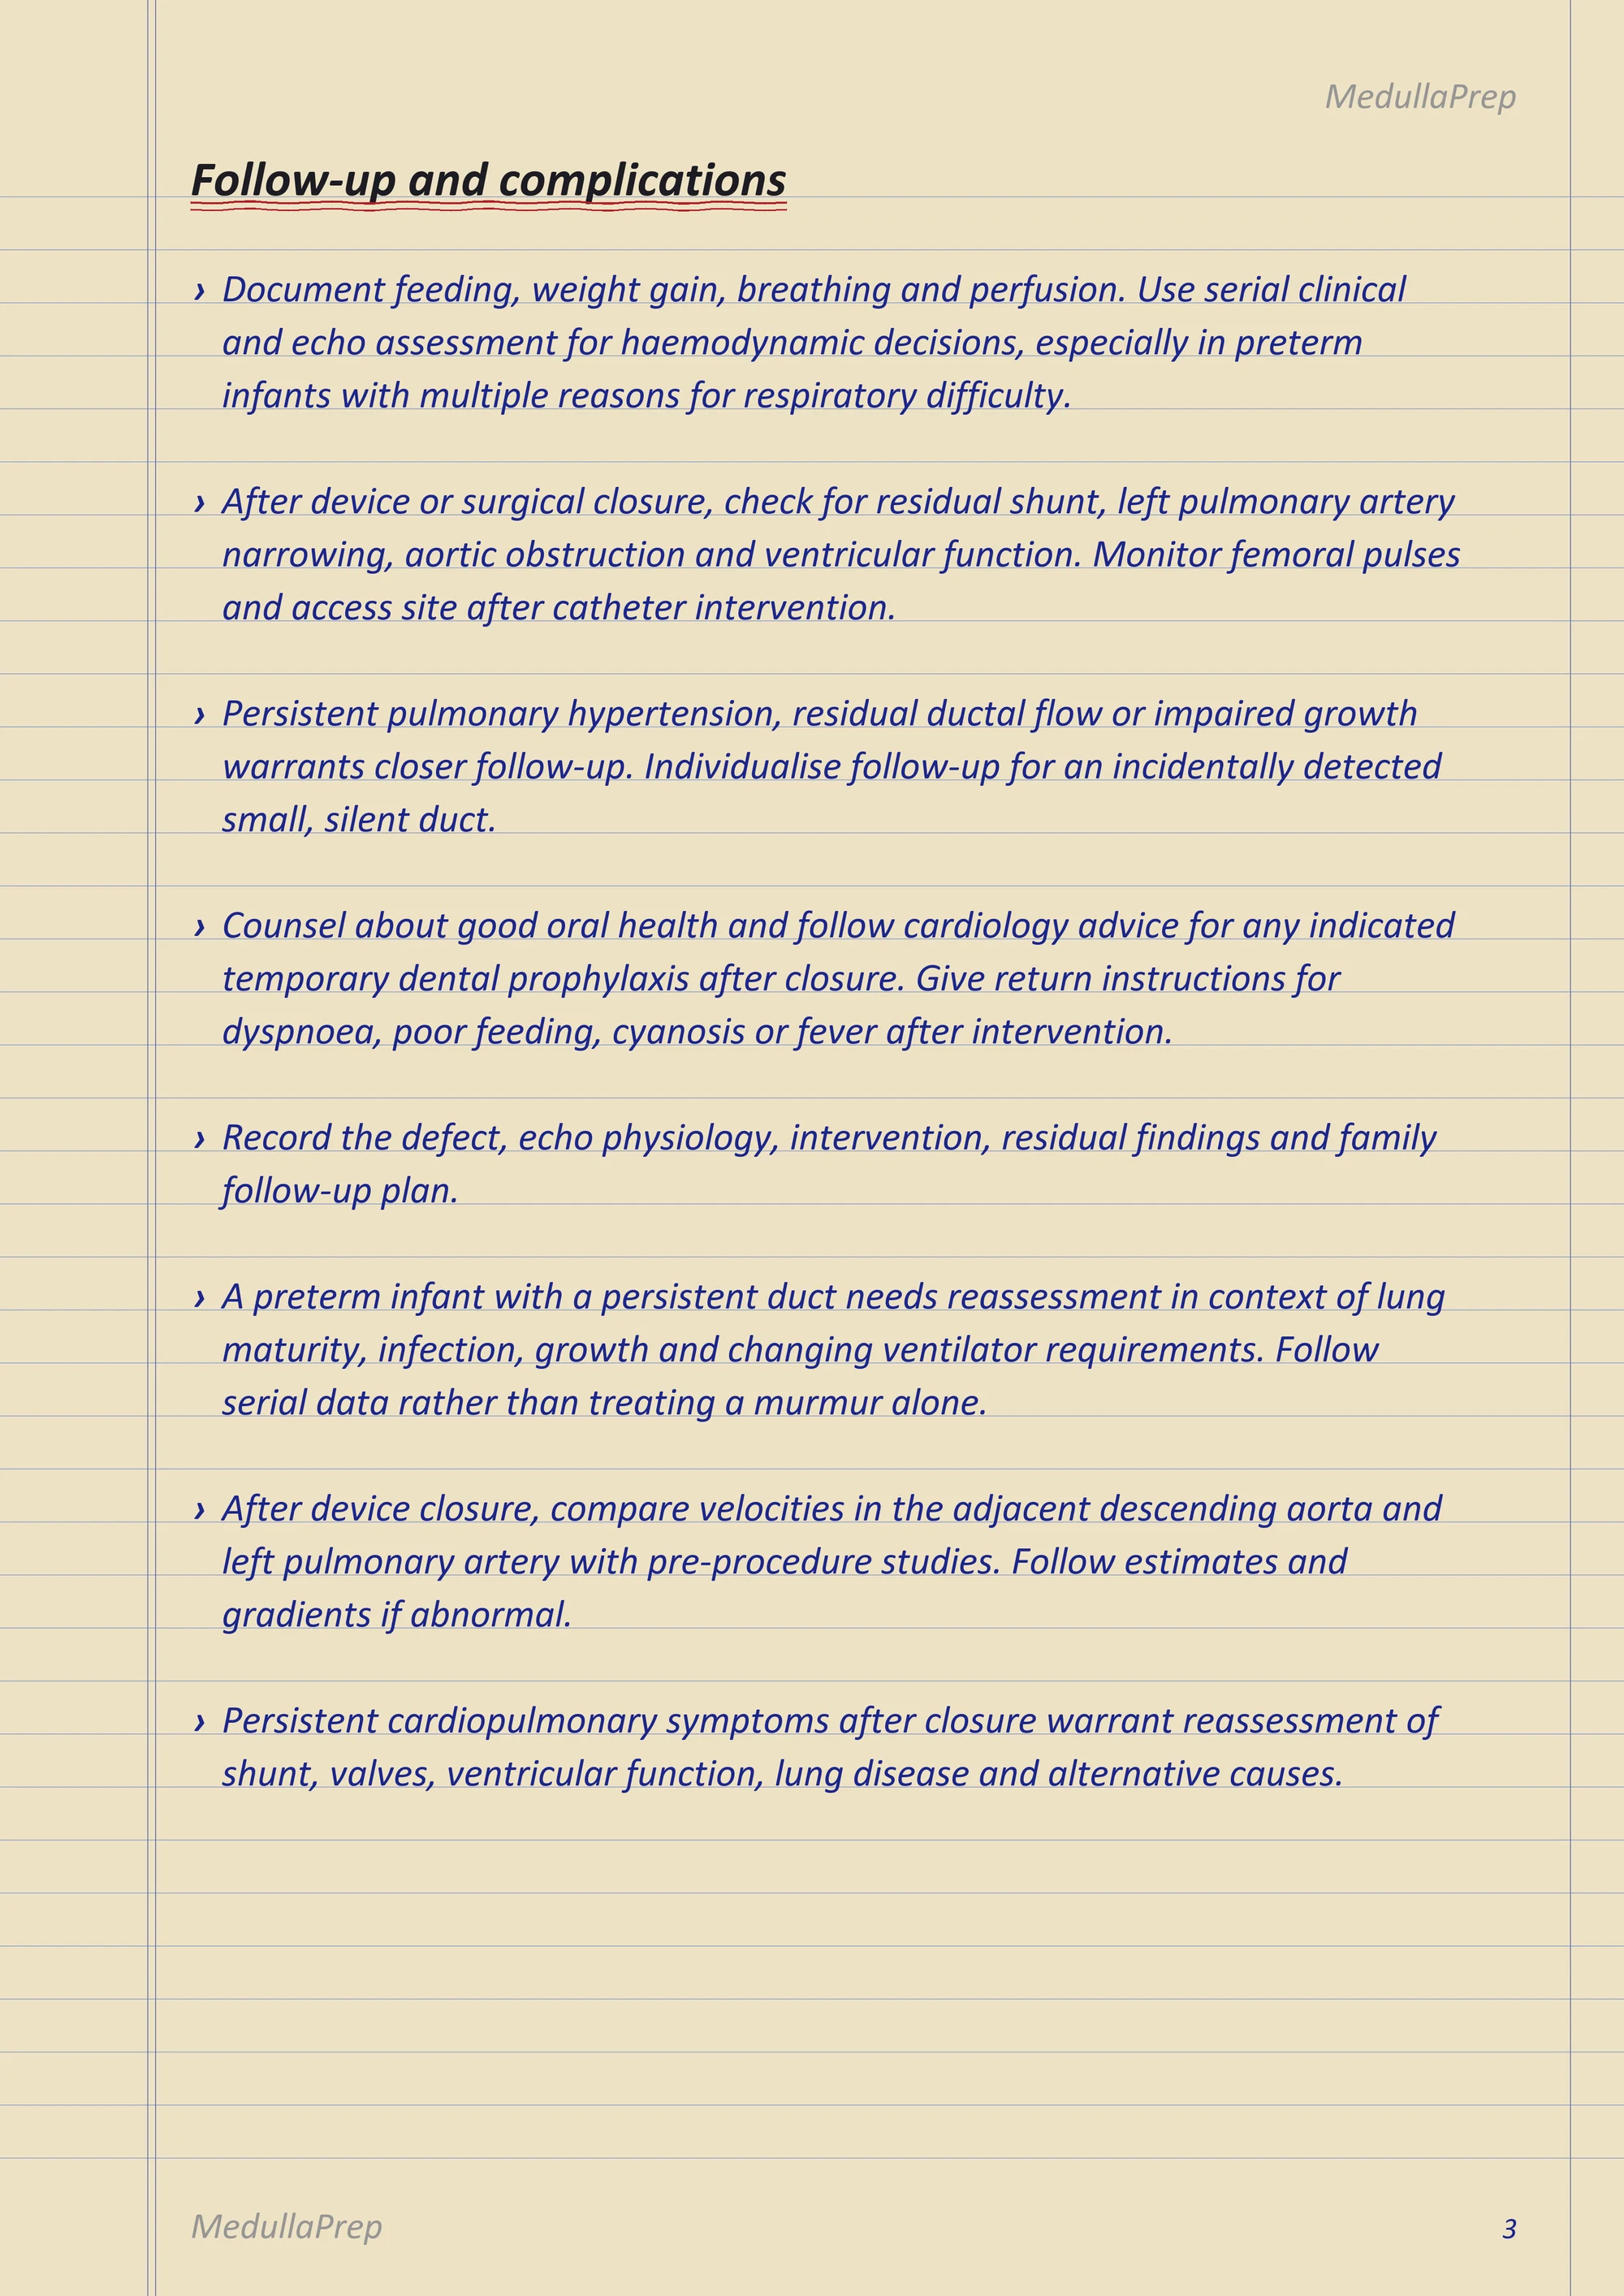 MedullaPrep
Follow-up and complications
› Document feeding, weight gain, breathing and perfusion. Use serial clinical
and echo assessment for haemodynamic decisions, especially in preterm
infants with multiple reasons for respiratory difficulty.
› After device or surgical closure, check for residual shunt, left pulmonary artery
narrowing, aortic obstruction and ventricular function. Monitor femoral pulses
and access site after catheter intervention.
› Persistent pulmonary hypertension, residual ductal flow or impaired growth
warrants closer follow-up. Individualise follow-up for an incidentally detected
small, silent duct.
› Counsel about good oral health and follow cardiology advice for any indicated
temporary dental prophylaxis after closure. Give return instructions for
dyspnoea, poor feeding, cyanosis or fever after intervention.
› Record the defect, echo physiology, intervention, residual findings and family
follow-up plan.
› A preterm infant with a persistent duct needs reassessment in context of lung
maturity, infection, growth and changing ventilator requirements. Follow
serial data rather than treating a murmur alone.
› After device closure, compare velocities in the adjacent descending aorta and
left pulmonary artery with pre-procedure studies. Follow estimates and
gradients if abnormal.
› Persistent cardiopulmonary symptoms after closure warrant reassessment of
shunt, valves, ventricular function, lung disease and alternative causes.
MedullaPrep
3